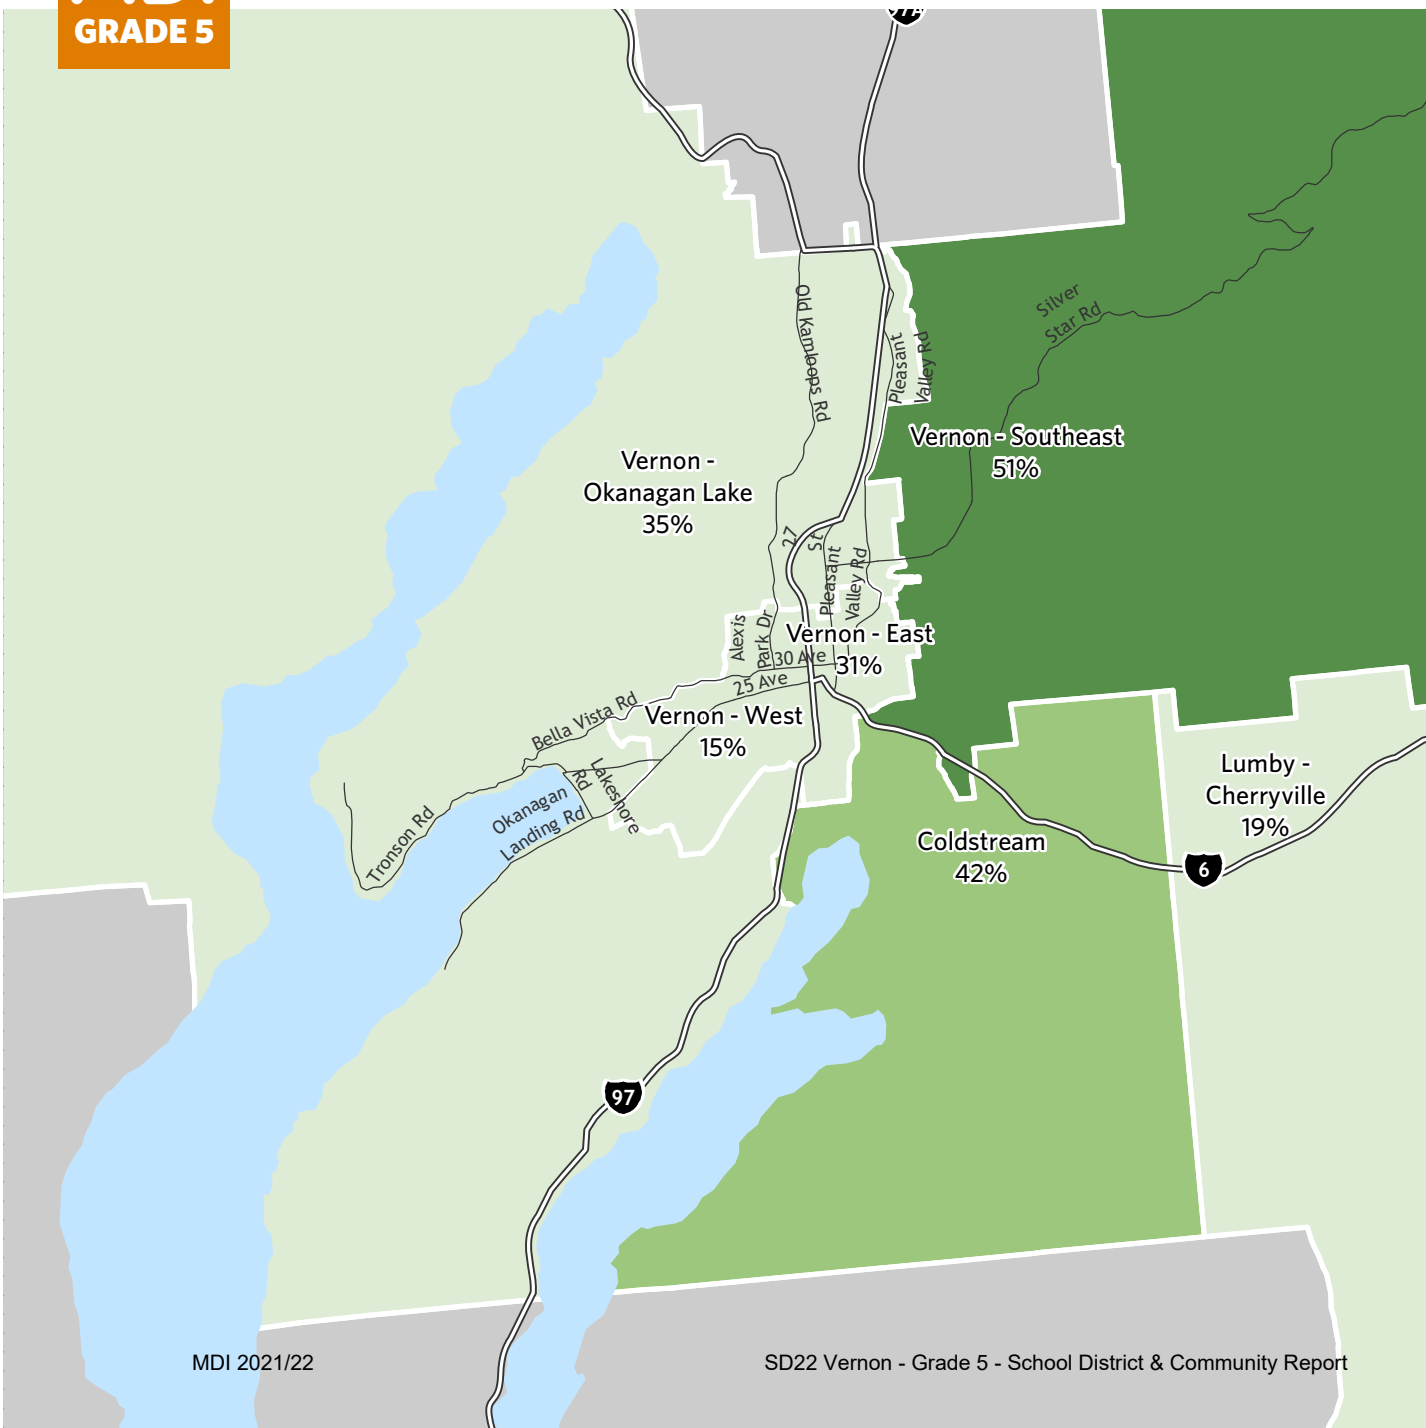 GRADE 5
Silver
Star Rd
Old Kamloops Rd
Pleasant
Valley Rd
Vernon - Southeast
51%
Vernon -
Okanagan Lake
35%
27
St
Pleasant
Valley Rd
Alexis
Park Dr
Vernon - East
31%
30 Ave
25 Ave
Bella Vista Rd
Vernon - West
15%
Lakeshore
Rd
Okanagan
Landing Rd
Tronson Rd
Lumby -
Cherryville
19%
Coldstream
42%
6
97
MDI 2021/22
SD22 Vernon - Grade 5 - School District & Community Report